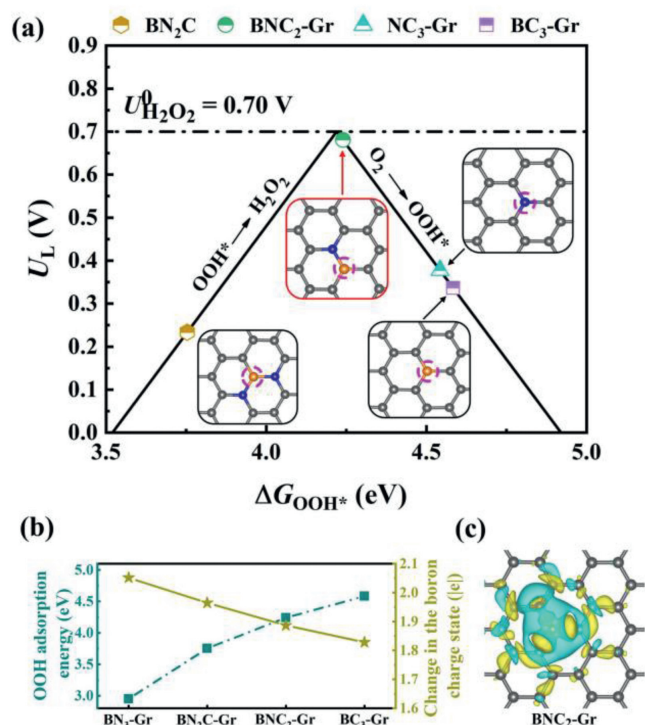 (a) BN₂C BNC₂-Gr NC₃-Gr BC₃-Gr
0.9
0.8
U⁰H₂O₂ = 0.70 V
0.7
0.6
0.5
0.4
0.3
0.2
0.1
0.0
U_L (V)
OOH* → H₂O₂
O₂ → OOH*
3.5 4.0 4.5 5.0
ΔG_OOH* (eV)
(b)
OOH adsorption
energy (eV)
5.0
4.5
4.0
3.5
3.0
2.1
2.0
1.9
1.8
1.7
1.6
Change in the boron
charge state (|e|)
BN₃-Gr BN₂C-Gr BNC₂-Gr BC₃-Gr
(c)
BNC₂-Gr